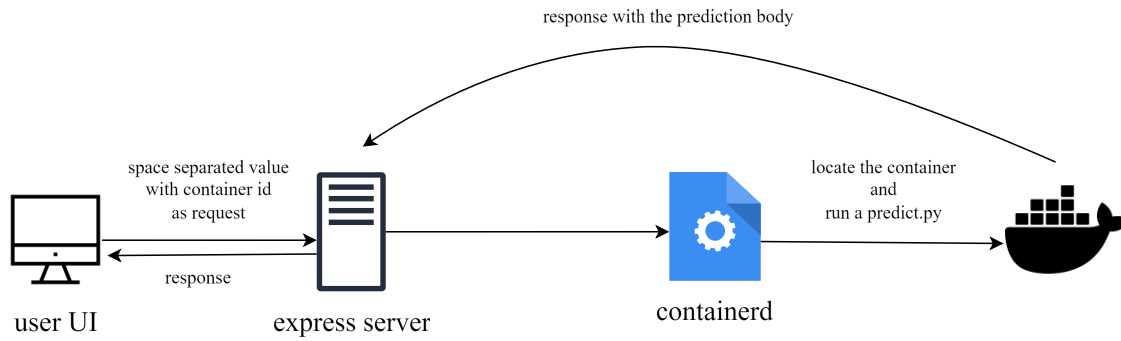 response with the prediction body
space separated value
with container id
as request
locate the container
and
run a predict.py
response
user UI
express server
containerd